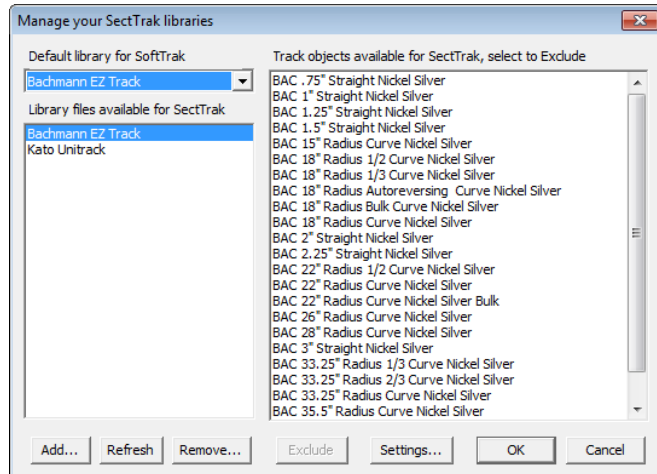 Manage your SectTrak libraries
Default library for SoftTrak
Bachmann EZ Track
Library files available for SectTrak
Bachmann EZ Track
Kato Unitrack
Track objects available for SectTrak, select to Exclude
BAC .75" Straight Nickel Silver
BAC 1" Straight Nickel Silver
BAC 1.25" Straight Nickel Silver
BAC 1.5" Straight Nickel Silver
BAC 15" Radius Curve Nickel Silver
BAC 18" Radius 1/2 Curve Nickel Silver
BAC 18" Radius 1/3 Curve Nickel Silver
BAC 18" Radius Autoreversing  Curve Nickel Silver
BAC 18" Radius Bulk Curve Nickel Silver
BAC 18" Radius Curve Nickel Silver
BAC 2" Straight Nickel Silver
BAC 2.25" Straight Nickel Silver
BAC 22" Radius 1/2 Curve Nickel Silver
BAC 22" Radius Curve Nickel Silver
BAC 22" Radius Curve Nickel Silver Bulk
BAC 26" Radius Curve Nickel Silver
BAC 28" Radius Curve Nickel Silver
BAC 3" Straight Nickel Silver
BAC 33.25" Radius 1/3 Curve Nickel Silver
BAC 33.25" Radius 2/3 Curve Nickel Silver
BAC 33.25" Radius Curve Nickel Silver
BAC 35.5" Radius Curve Nickel Silver
Add... Refresh Remove... Exclude Settings... OK Cancel